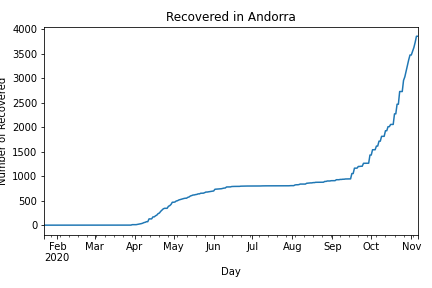 Recovered in Andorra
Number of Recovered
4000
3500
3000
2500
2000
1500
1000
500
0
Feb Mar Apr May Jun Jul Aug Sep Oct Nov
2020
Day